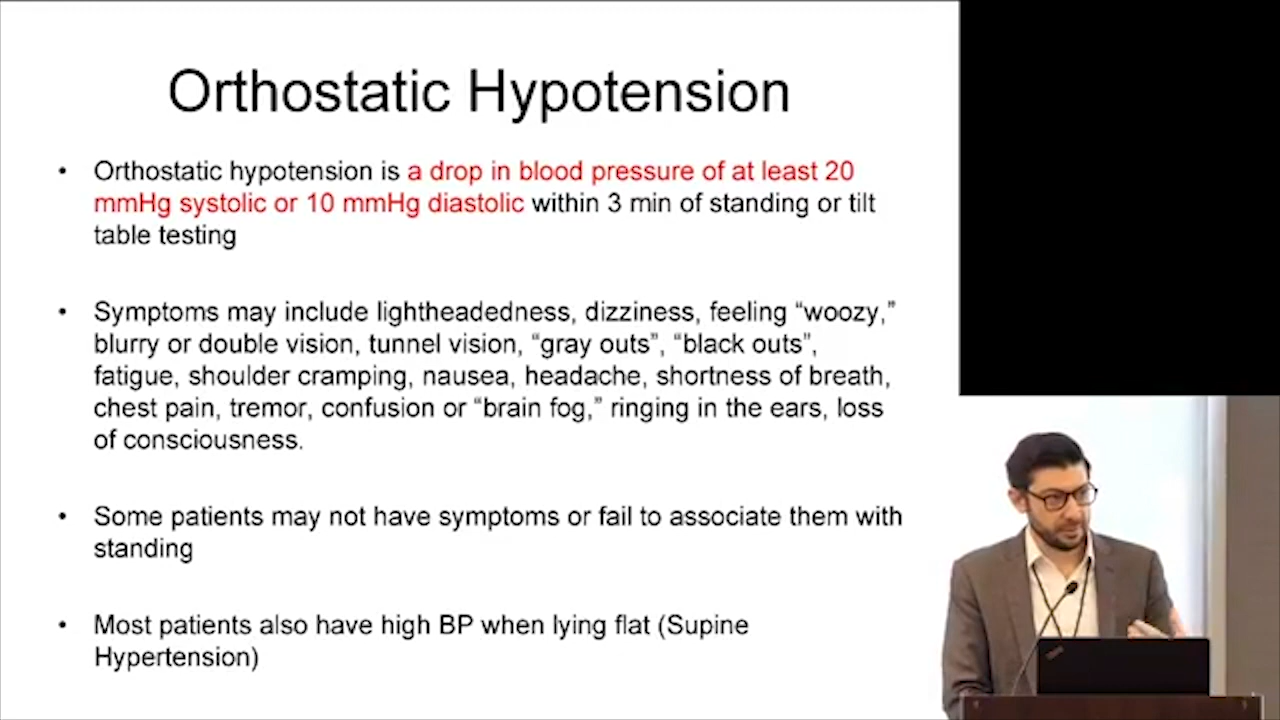 Orthostatic Hypotension
• Orthostatic hypotension is a drop in blood pressure of at least 20
mmHg systolic or 10 mmHg diastolic within 3 min of standing or tilt
table testing
• Symptoms may include lightheadedness, dizziness, feeling “woozy,”
blurry or double vision, tunnel vision, “gray outs”, “black outs”,
fatigue, shoulder cramping, nausea, headache, shortness of breath,
chest pain, tremor, confusion or “brain fog,” ringing in the ears, loss
of consciousness.
• Some patients may not have symptoms or fail to associate them with
standing
• Most patients also have high BP when lying flat (Supine
Hypertension)